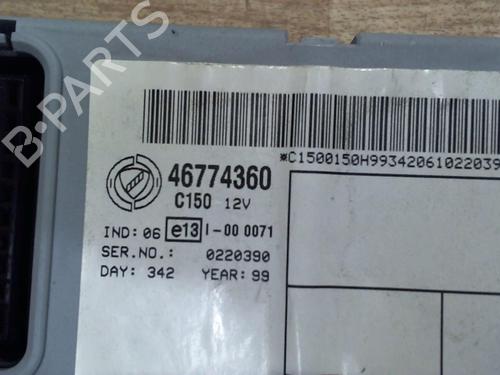 B-PARTS
*C1500150H99342061022039
46774360
C150 12V
IND: 06 e13 I-00 0071
SER.NO.: 0220390
DAY: 342 YEAR: 99